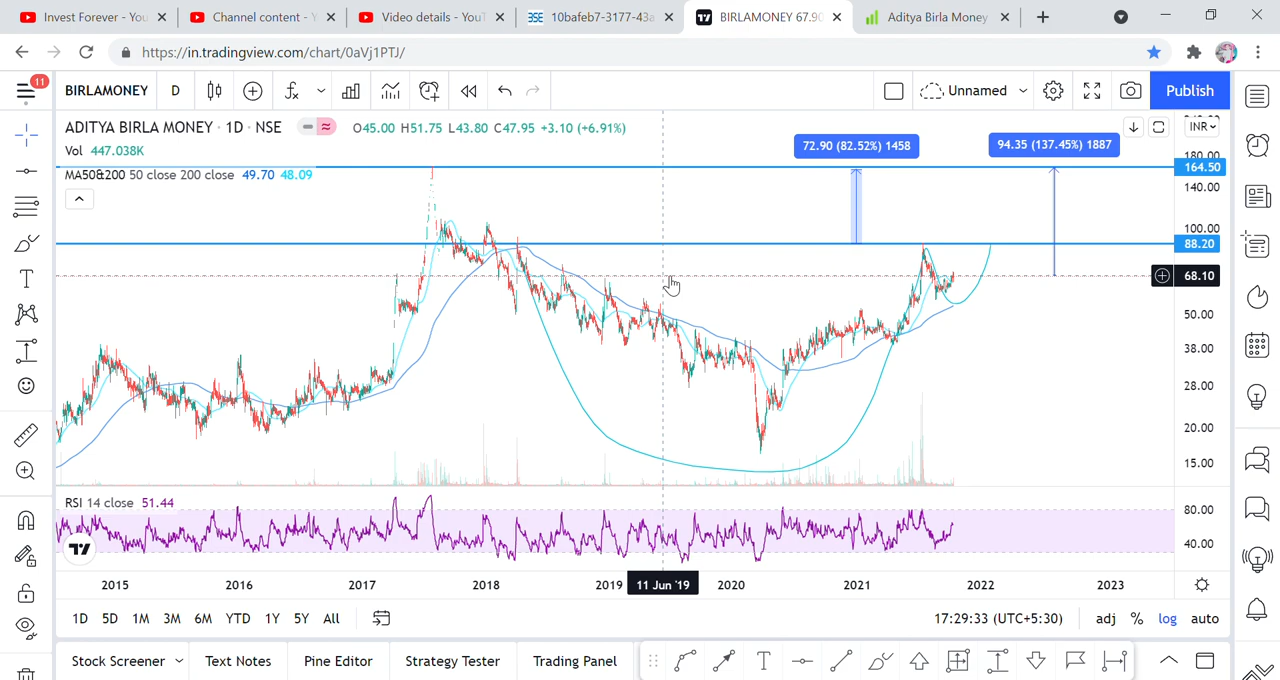 Invest Forever - You
Channel content - Y
Video details - YouT
BSE 10bafeb7-3177-43a
BIRLAMONEY 67.90
Aditya Birla Money
https://in.tradingview.com/chart/0aVj1PTJ/
11
BIRLAMONEY D
Unnamed
Publish
ADITYA BIRLA MONEY · 1D · NSE
O45.00 H51.75 L43.80 C47.95 +3.10 (+6.91%)
INR
Vol 447.038K
MA50&200 50 close 200 close 49.70 48.09
72.90 (82.52%) 1458
94.35 (137.45%) 1887
180.00
164.50
140.00
100.00
88.20
68.10
50.00
38.00
28.00
20.00
15.00
RSI 14 close 51.44
80.00
40.00
2015 2016 2017 2018 2019 11 Jun '19 2020 2021 2022 2023
1D 5D 1M 3M 6M YTD 1Y 5Y All
17:29:33 (UTC+5:30) adj % log auto
Stock Screener Text Notes Pine Editor Strategy Tester Trading Panel